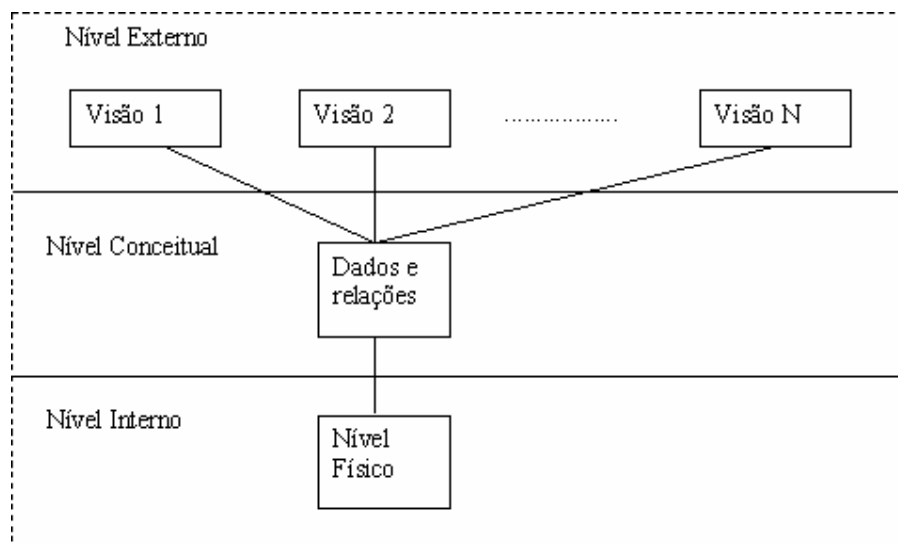 Nível Externo
Visão 1
Visão 2
..................
Visão N
Nível Conceitual
Dados e
relações
Nível Interno
Nível
Físico